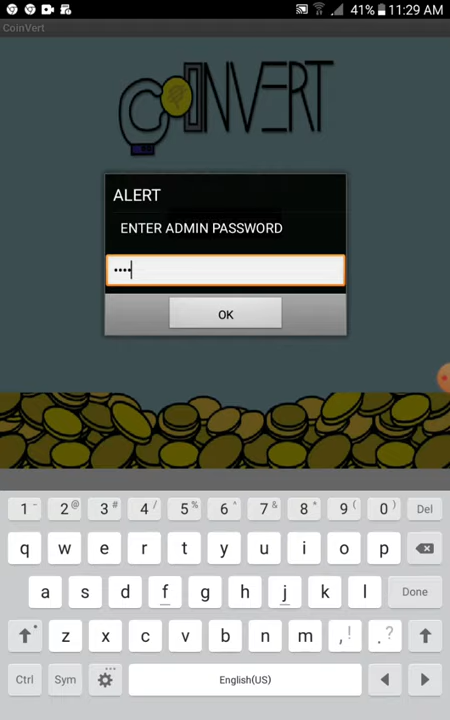 41% 11:29 AM
CoinVert
COINVERT
ALERT
ENTER ADMIN PASSWORD
••••
OK
1 - 2 @ 3 # 4 / 5 % 6 ^ 7 & 8 * 9 ( 0 ) Del
q w e r t y u i o p
a s d f g h j k l Done
z x c v b n m , ! . ?
Ctrl Sym English(US)